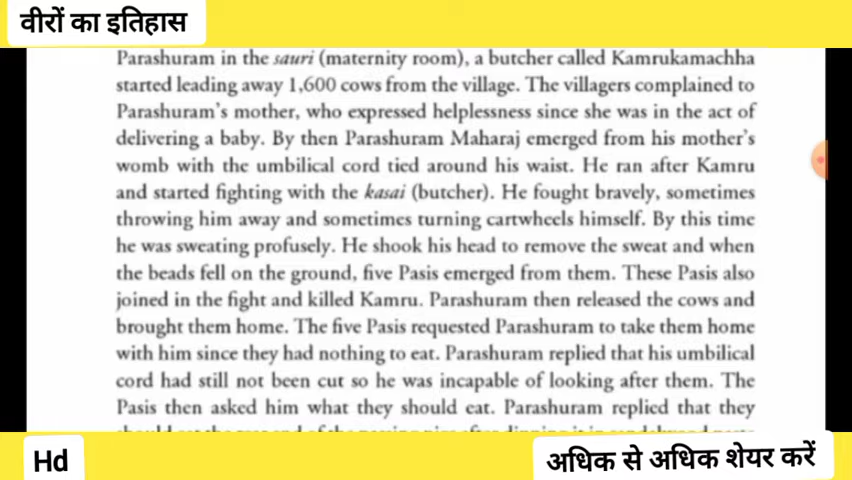 वीरों का इतिहास
Parashuram in the sauri (maternity room), a butcher called Kamrukamachha
started leading away 1,600 cows from the village. The villagers complained to
Parashuram's mother, who expressed helplessness since she was in the act of
delivering a baby. By then Parashuram Maharaj emerged from his mother's
womb with the umbilical cord tied around his waist. He ran after Kamru
and started fighting with the kasai (butcher). He fought bravely, sometimes
throwing him away and sometimes turning cartwheels himself. By this time
he was sweating profusely. He shook his head to remove the sweat and when
the beads fell on the ground, five Pasis emerged from them. These Pasis also
joined in the fight and killed Kamru. Parashuram then released the cows and
brought them home. The five Pasis requested Parashuram to take them home
with him since they had nothing to eat. Parashuram replied that his umbilical
cord had still not been cut so he was incapable of looking after them. The
Pasis then asked him what they should eat. Parashuram replied that they
Hd
अधिक से अधिक शेयर करें